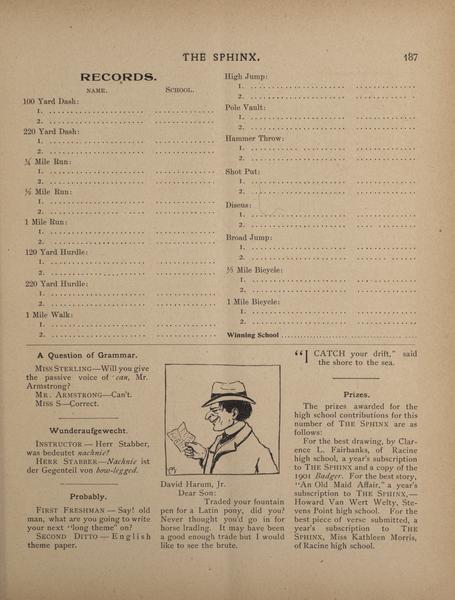 THE SPHINX. 187
RECORDS.
NAME. SCHOOL.
100 Yard Dash:
1.
2.
220 Yard Dash:
1.
2.
¼ Mile Run:
1.
2.
½ Mile Run:
1.
2.
1 Mile Run:
1.
2.
120 Yard Hurdle:
1.
2.
220 Yard Hurdle:
1.
2.
1 Mile Walk:
1.
2.
High Jump:
1.
2.
Pole Vault:
1.
2.
Hammer Throw:
1.
2.
Shot Put:
1.
2.
Discus:
1.
2.
Broad Jump:
1.
2.
Mile Bicycle:
1.
2.
1 Mile Bicycle:
1.
2.
Winning School
A Question of Grammar.
MISS STERLING—Will you give
the passive voice of can, Mr.
Armstrong?
MR. ARMSTRONG—Can't.
MISS S—Correct.
Wunderaufgewecht.
INSTRUCTOR — Herr Stabber,
was bedeutet nachnie?
HERR STABBER—Nachnie ist
der Gegenteil von bow-legged.
Probably.
FIRST FRESHMAN — Say! old
man, what are you going to write
your next "long theme" on?
SECOND DITTO — English
theme paper.
David Harum, Jr.
Dear Son:
Traded your fountain
pen for a Latin pony, did you?
Never thought you'd go in for
horse trading. It may have been
a good enough trade but I would
like to see the brute.
"I CATCH your drift," said
the shore to the sea.
Prizes.
The prizes awarded for the
high school contributions for this
number of THE SPHINX are as
follows:
For the best drawing, by Clar-
ence L. Fairbanks, of Racine
high school, a year's subscription
to THE SPHINX and a copy of the
1901 Badger. For the best story,
"An Old Maid Affair," a year's
subscription to THE SPHINX,—
Howard Van Wert Welty, Ste-
vens Point high school. For the
best piece of verse submitted, a
year's subscription to THE
SPHINX, Miss Kathleen Morris,
of Racine high school.